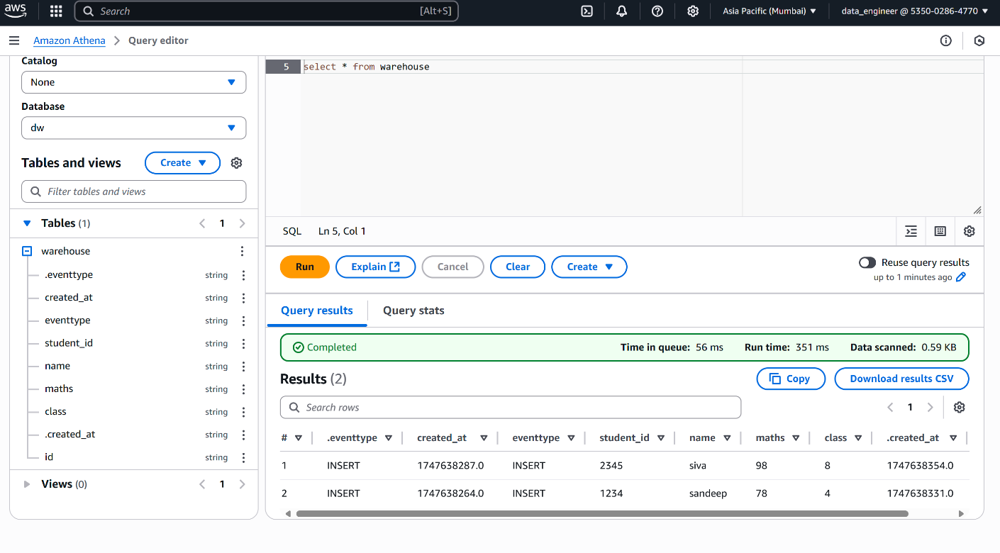 aws Search [Alt+S] Asia Pacific (Mumbai) data_engineer @ 5350-0286-4770
Amazon Athena Query editor
Catalog
None
Database
dw
Tables and views Create
Filter tables and views
Tables (1) 1
warehouse
.eventtype string
created_at string
eventtype string
student_id string
name string
maths string
class string
.created_at string
id string
Views (0) 1
5 select * from warehouse
SQL Ln 5, Col 1
Run Explain Cancel Clear Create Reuse query results
up to 1 minutes ago
Query results Query stats
Completed Time in queue: 56 ms Run time: 351 ms Data scanned: 0.59 KB
Results (2) Copy Download results CSV
Search rows 1
# .eventtype created_at eventtype student_id name maths class .created_at
1 INSERT 1747638287.0 INSERT 2345 siva 98 8 1747638354.0
2 INSERT 1747638264.0 INSERT 1234 sandeep 78 4 1747638331.0